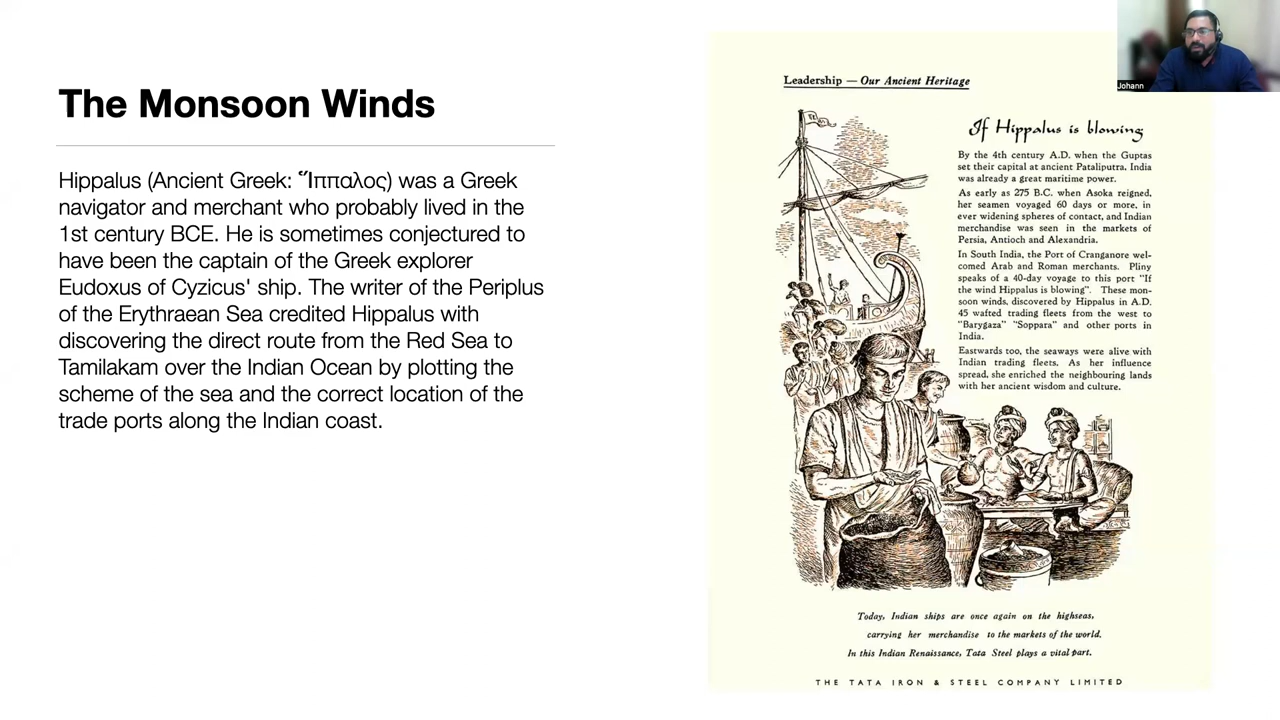 The Monsoon Winds
Hippalus (Ancient Greek: Ἵππαλος) was a Greek
navigator and merchant who probably lived in the
1st century BCE. He is sometimes conjectured to
have been the captain of the Greek explorer
Eudoxus of Cyzicus' ship. The writer of the Periplus
of the Erythraean Sea credited Hippalus with
discovering the direct route from the Red Sea to
Tamilakam over the Indian Ocean by plotting the
scheme of the sea and the correct location of the
trade ports along the Indian coast.
Leadership — Our Ancient Heritage
If Hippalus is blowing
By the 4th century A.D. when the Guptas
set their capital at ancient Pataliputra, India
was already a great maritime power.
As early as 275 B.C. when Asoka reigned,
her seamen voyaged 60 days or more, in
ever widening spheres of contact, and Indian
merchandise was seen in the markets of
Persia, Antioch and Alexandria.
In South India, the Port of Cranganore wel-
comed Arab and Roman merchants. Pliny
speaks of a 40-day voyage to this port "If
the wind Hippalus is blowing". These mon-
soon winds, discovered by Hippalus in A.D.
45 wafted trading fleets from the west to
"Barygaza" "Soppara" and other ports in
India.
Eastwards too, the seaways were alive with
Indian trading fleets. As her influence
spread, she enriched the neighbouring lands
with her ancient wisdom and culture.
Today, Indian ships are once again on the highseas,
carrying her merchandise to the markets of the world.
In this Indian Renaissance, Tata Steel plays a vital part.
THE TATA IRON & STEEL COMPANY LIMITED
Johann